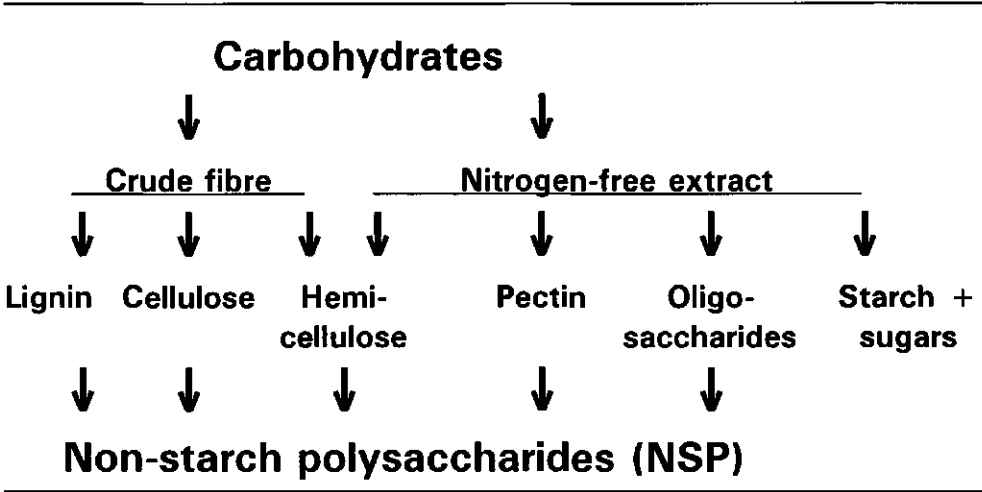 Carbohydrates
Crude fibre Nitrogen-free extract
Lignin Cellulose Hemi- Pectin Oligo- Starch +
cellulose saccharides sugars
Non-starch polysaccharides (NSP)